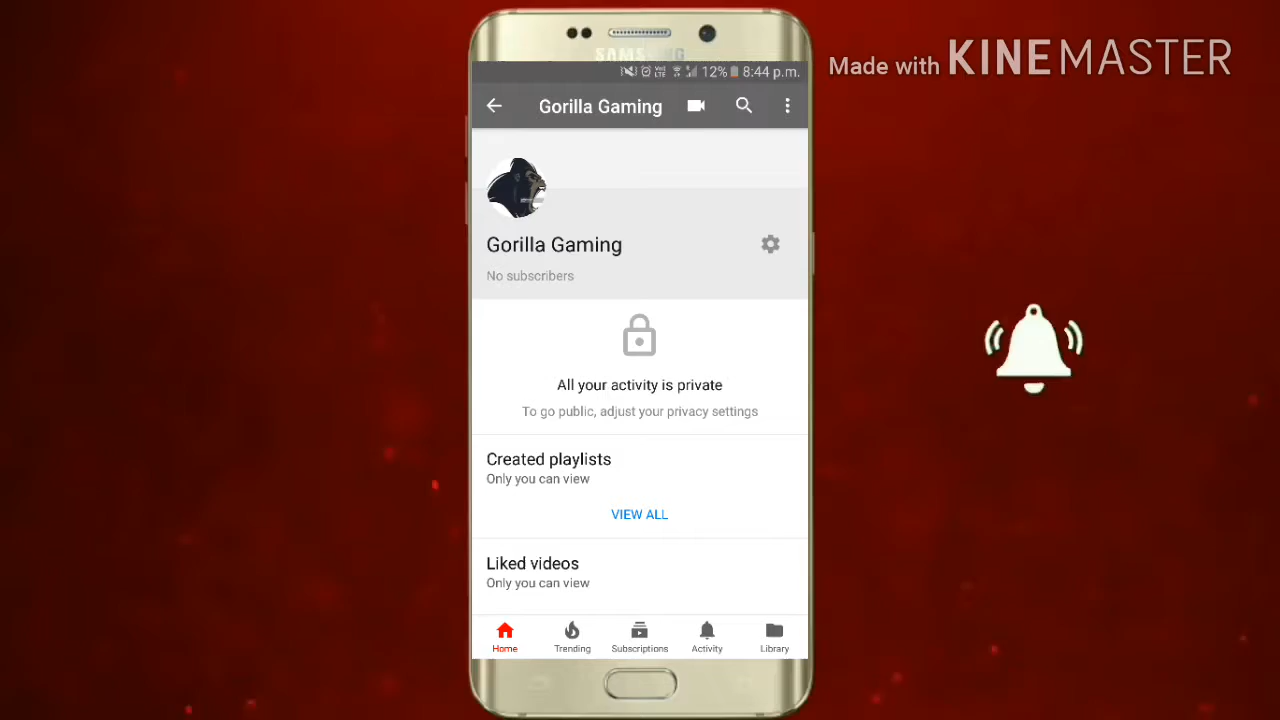 Made with KINEMASTER
SAMSUNG
12% 8:44 p.m.
Gorilla Gaming
Gorilla Gaming
No subscribers
All your activity is private
To go public, adjust your privacy settings
Created playlists
Only you can view
VIEW ALL
Liked videos
Only you can view
Home Trending Subscriptions Activity Library